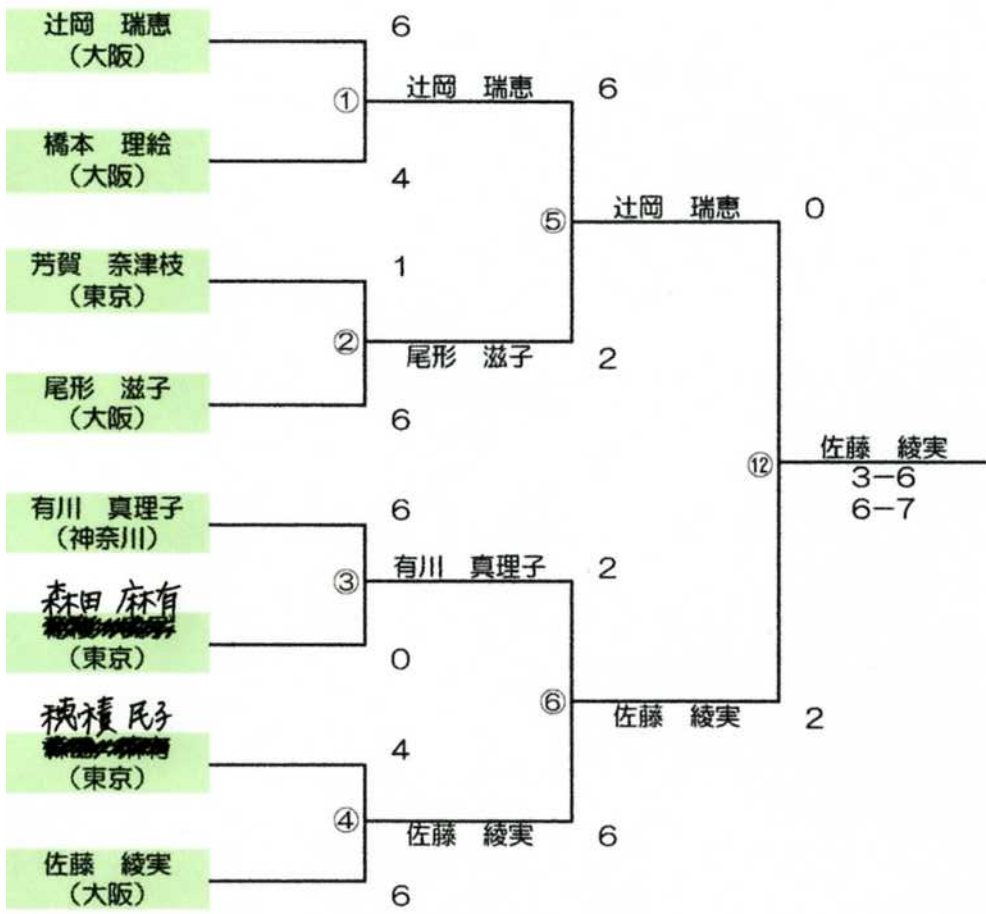 辻岡 瑞恵
(大阪)
6
①
辻岡 瑞恵
6
橋本 理絵
(大阪)
4
⑤
辻岡 瑞恵
0
芳賀 奈津枝
(東京)
1
②
尾形 滋子
2
尾形 滋子
(大阪)
6
⑫
佐藤 綾実
3-6
6-7
有川 真理子
(神奈川)
6
③
有川 真理子
2
森田 麻有
(東京)
0
⑥
佐藤 綾実
2
穂積 民子
(東京)
4
④
佐藤 綾実
6
佐藤 綾実
(大阪)
6